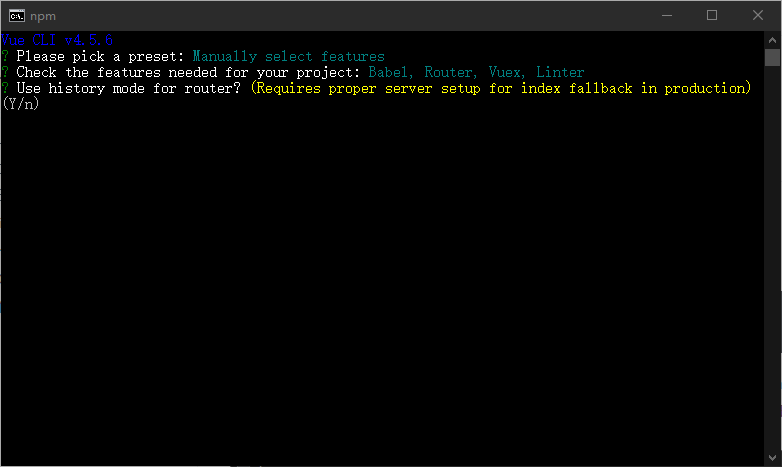 npm
Vue CLI v4.5.6
? Please pick a preset: Manually select features
? Check the features needed for your project: Babel, Router, Vuex, Linter
? Use history mode for router? (Requires proper server setup for index fallback in production)
(Y/n)